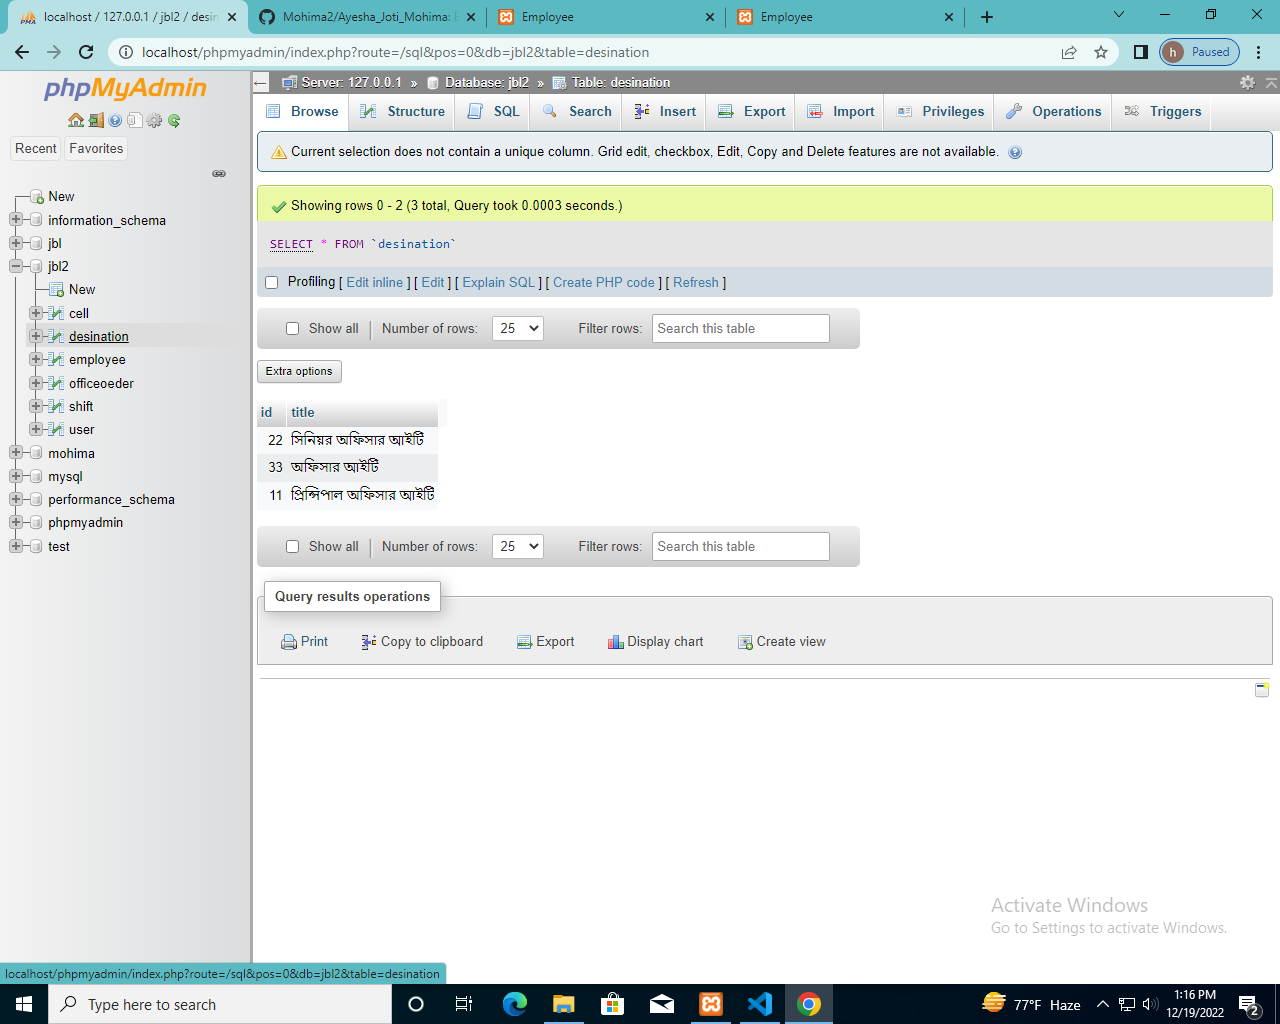 localhost / 127.0.0.1 / jbl2 / desin
Mohima2/Ayesha_Joti_Mohima:
Employee
Employee
localhost/phpmyadmin/index.php?route=/sql&pos=0&db=jbl2&table=desination
h Paused
phpMyAdmin
Recent Favorites
New
information_schema
jbl
jbl2
New
cell
desination
employee
officeoeder
shift
user
mohima
mysql
performance_schema
phpmyadmin
test
Server: 127.0.0.1 » Database: jbl2 » Table: desination
Browse Structure SQL Search Insert Export Import Privileges Operations Triggers
Current selection does not contain a unique column. Grid edit, checkbox, Edit, Copy and Delete features are not available.
Showing rows 0 - 2 (3 total, Query took 0.0003 seconds.)
SELECT * FROM `desination`
Profiling [ Edit inline ] [ Edit ] [ Explain SQL ] [ Create PHP code ] [ Refresh ]
Show all Number of rows: 25 Filter rows: Search this table
Extra options
id title
22 সিনিয়র অফিসার আইটি
33 অফিসার আইটি
11 প্রিন্সিপাল অফিসার আইটি
Show all Number of rows: 25 Filter rows: Search this table
Query results operations
Print Copy to clipboard Export Display chart Create view
Activate Windows
Go to Settings to activate Windows.
localhost/phpmyadmin/index.php?route=/sql&pos=0&db=jbl2&table=desination
Type here to search
77°F Haze
1:16 PM
12/19/2022
2